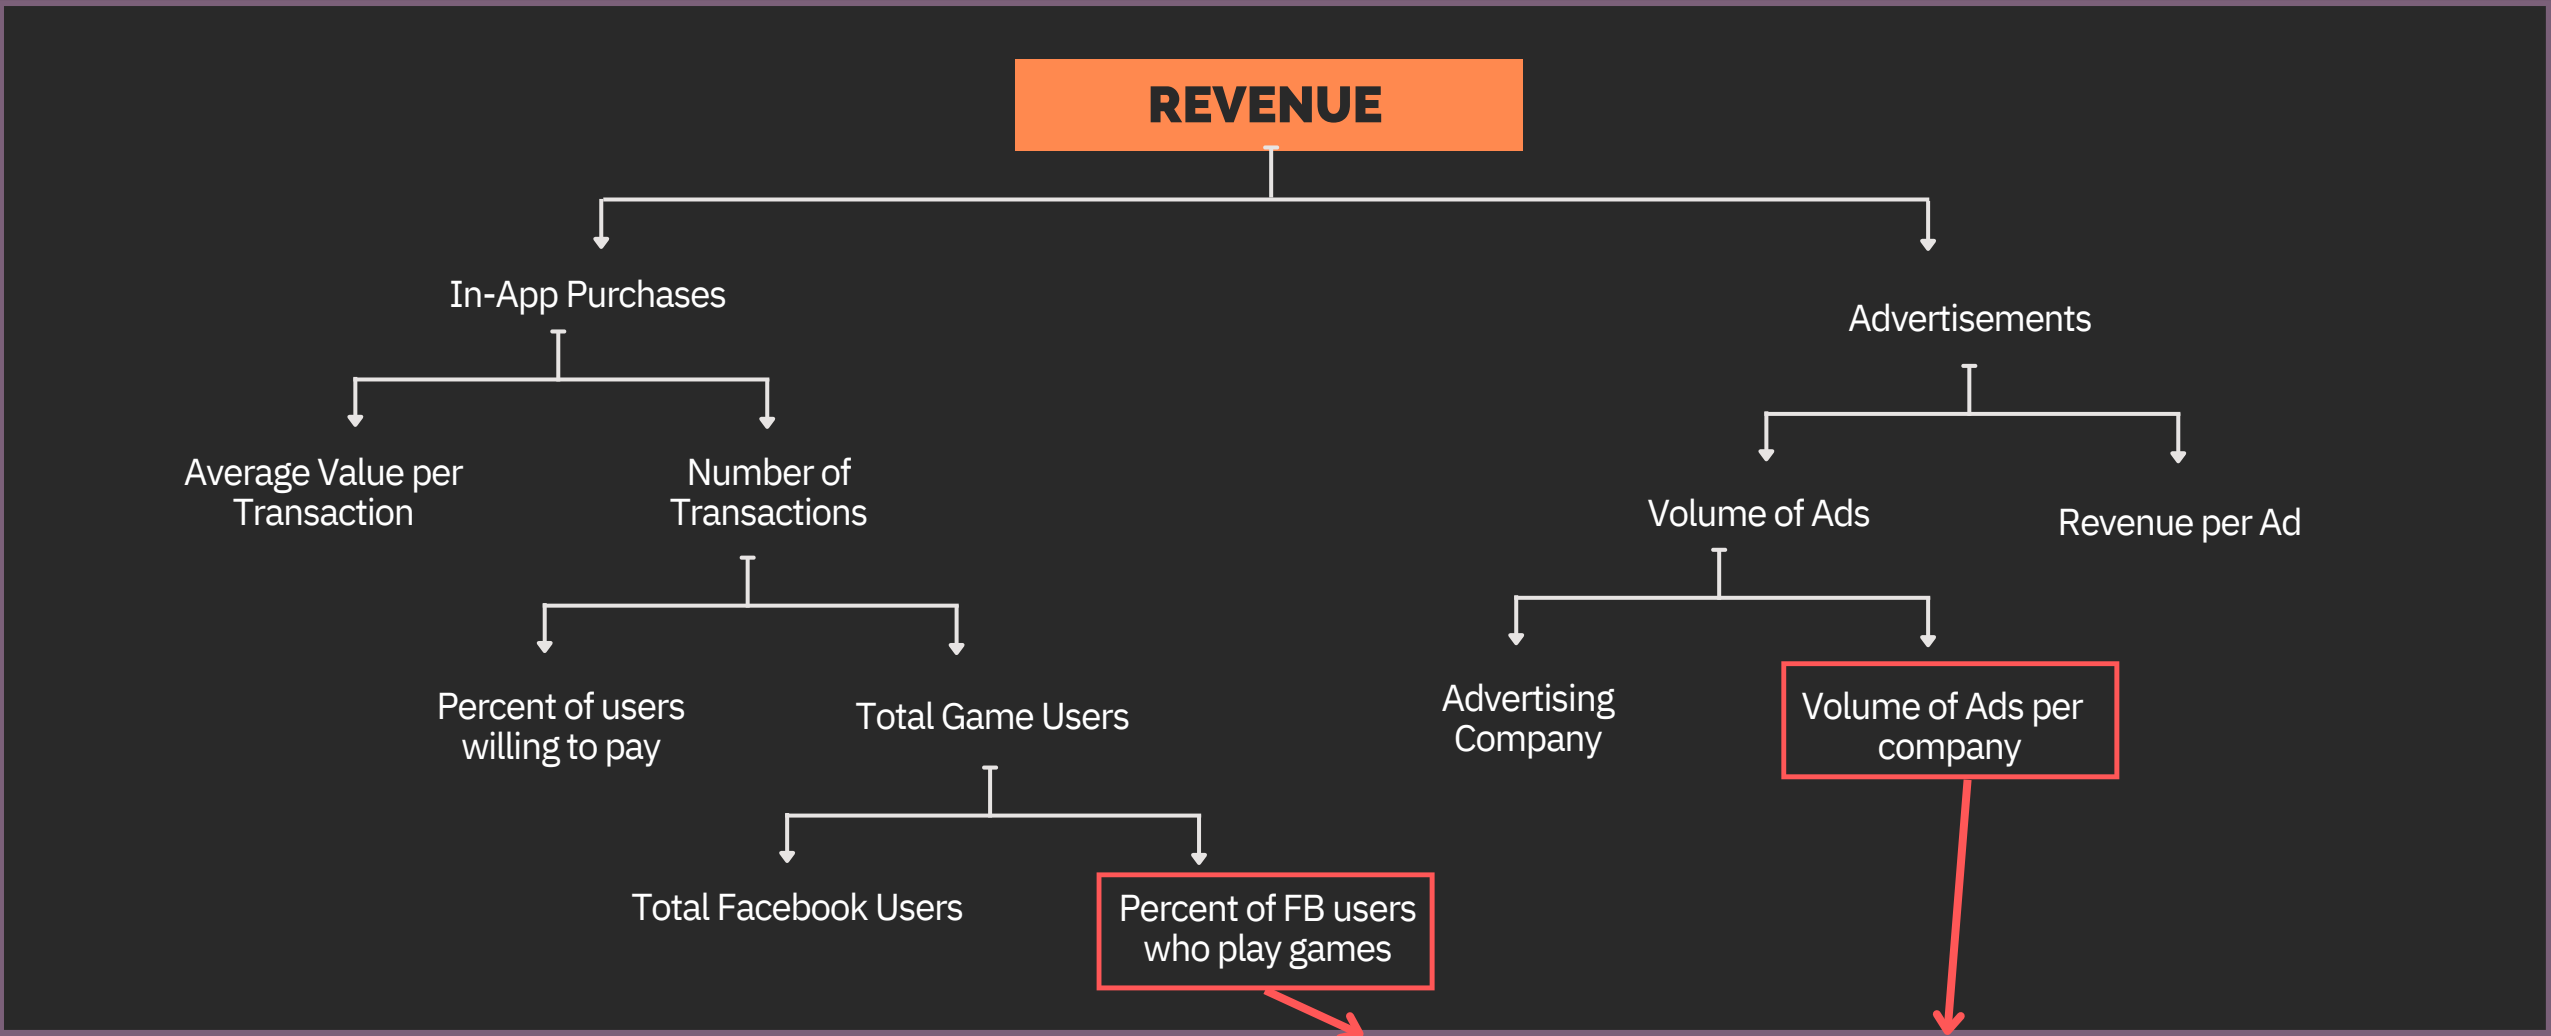 REVENUE
In-App Purchases
Advertisements
Average Value per
Transaction
Number of
Transactions
Volume of Ads
Revenue per Ad
Percent of users
willing to pay
Total Game Users
Advertising
Company
Volume of Ads per
company
Total Facebook Users
Percent of FB users
who play games